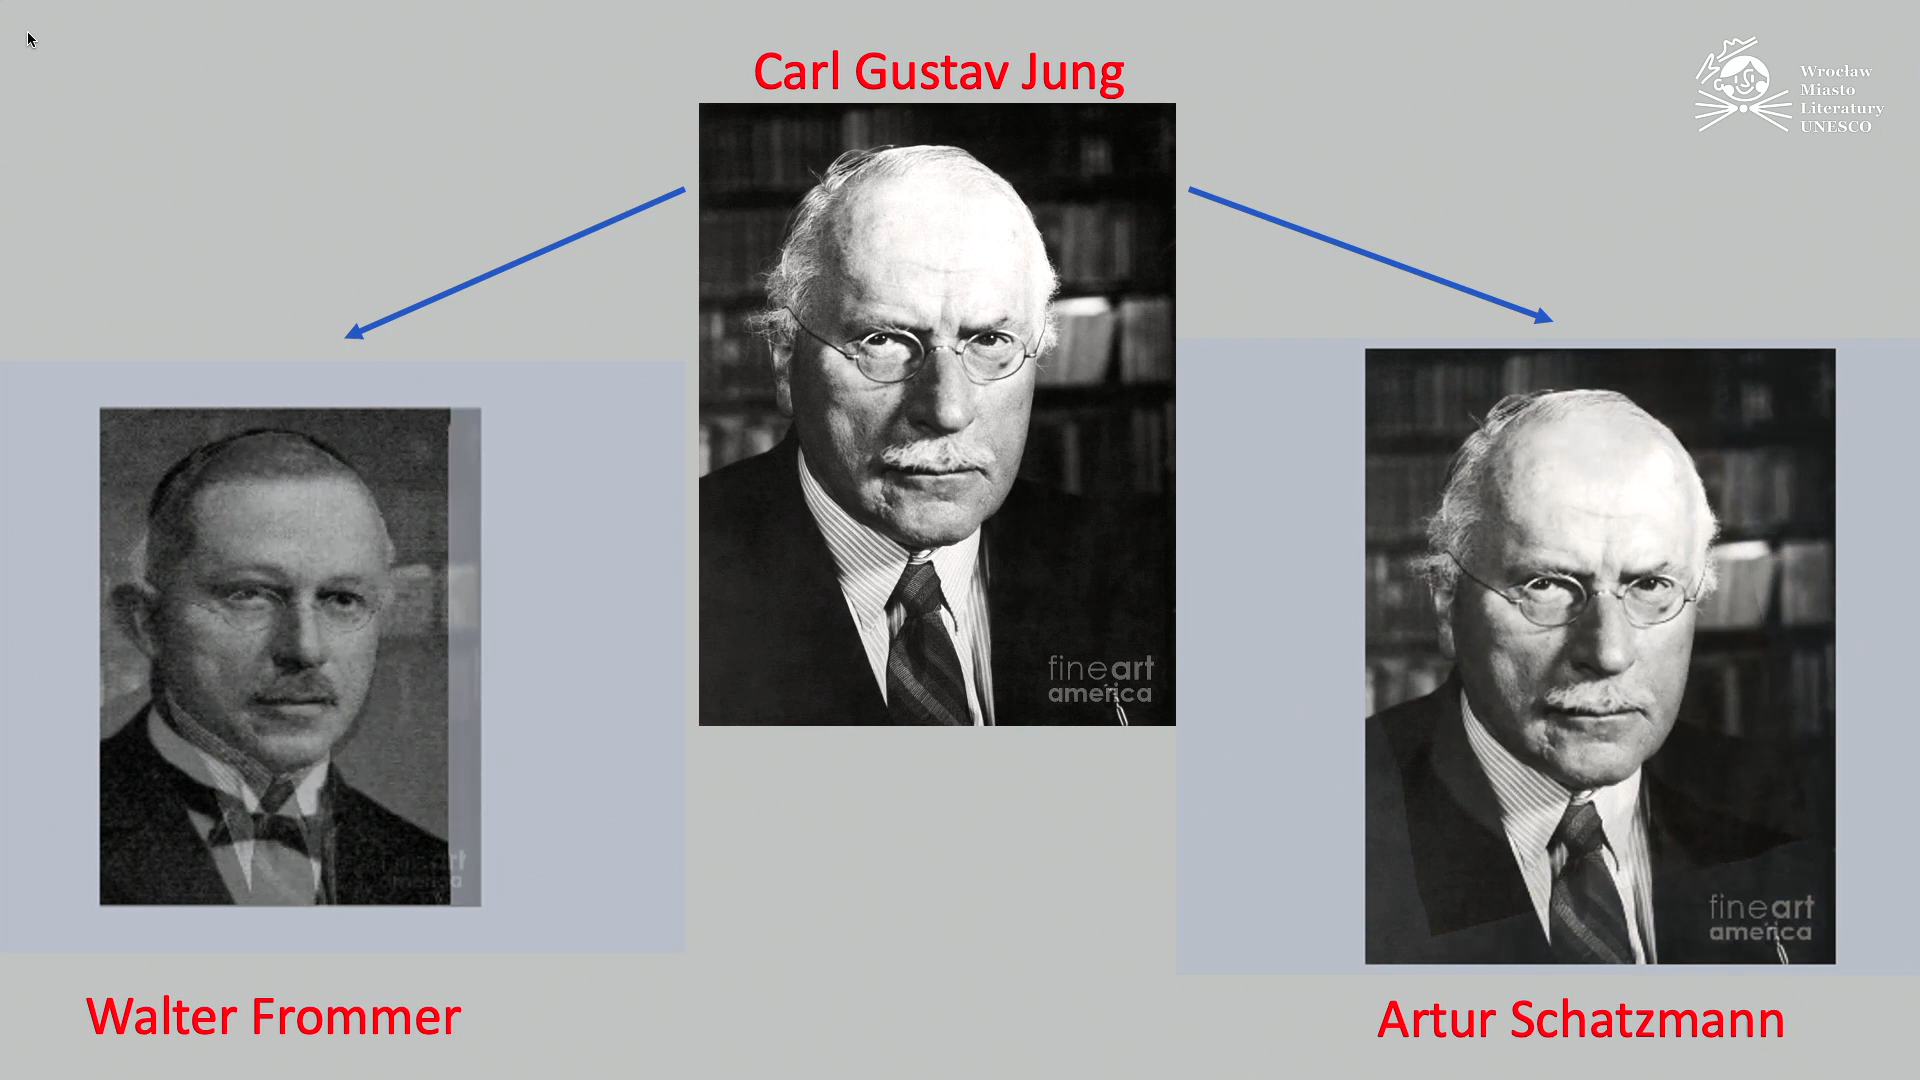 Carl Gustav Jung
Wrocław
Miasto
Literatury
UNESCO
fineart
america
fineart
america
Walter Frommer
Artur Schatzmann